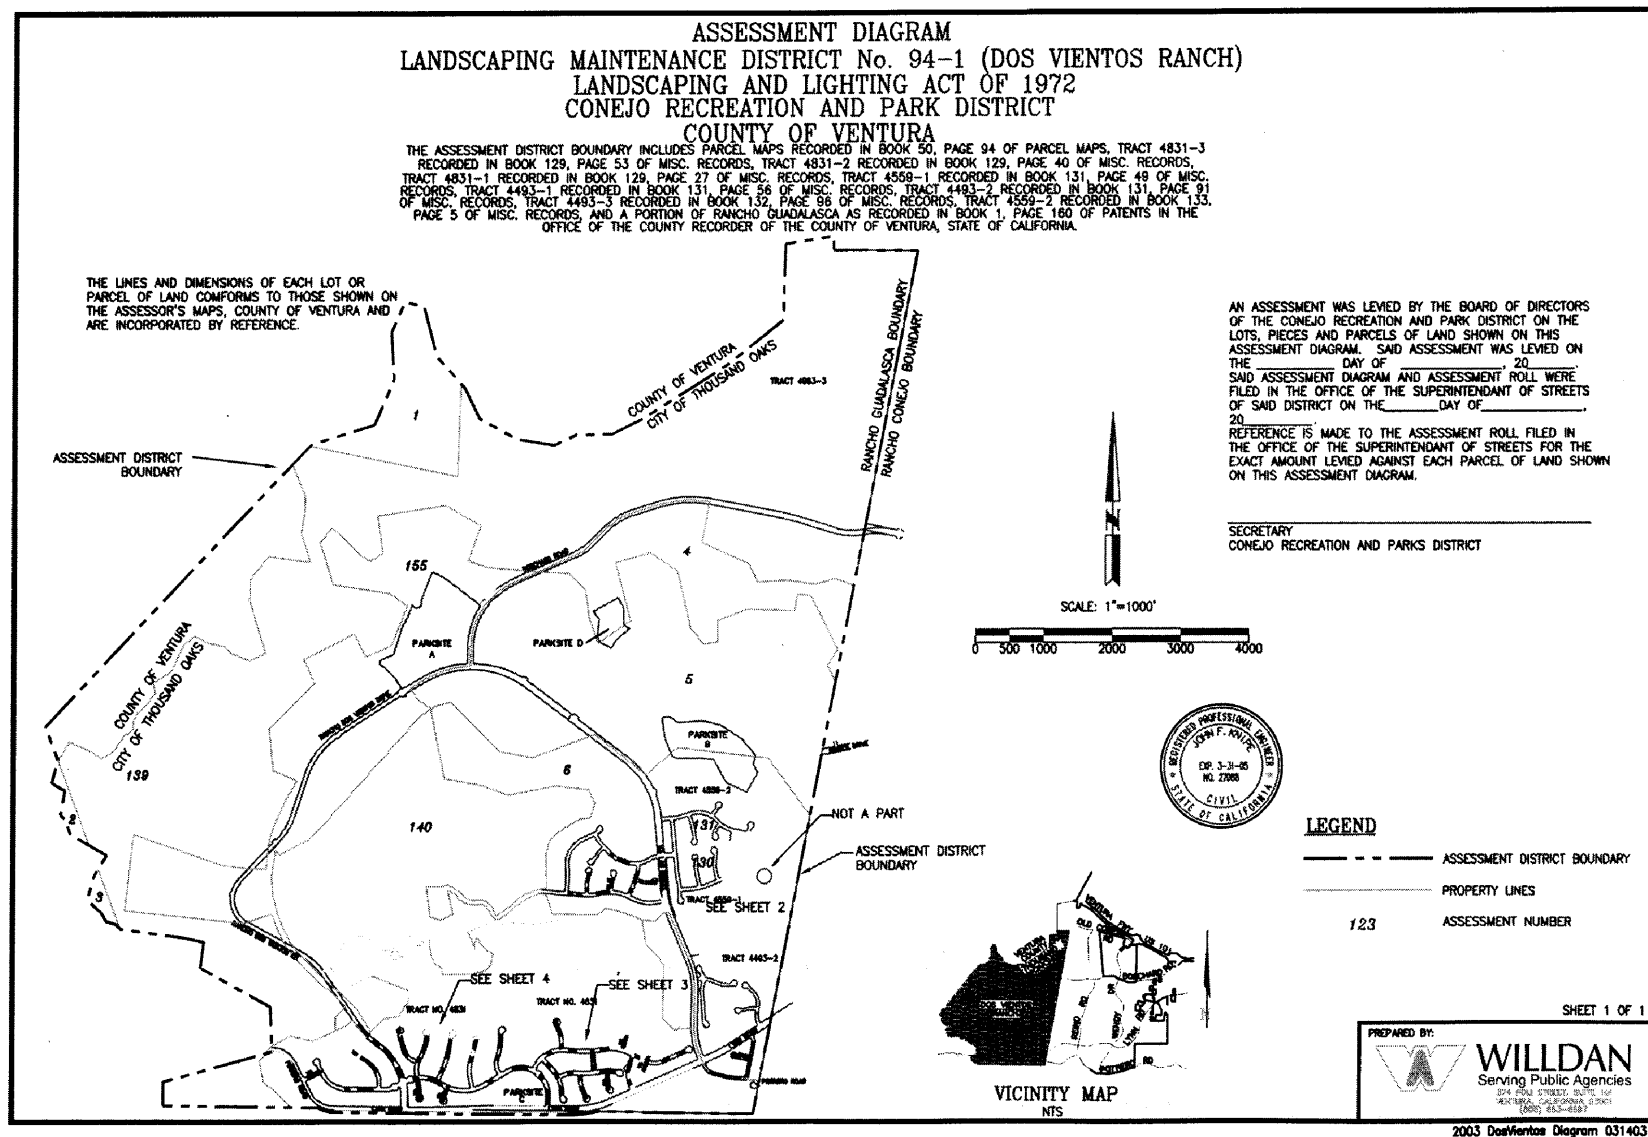 ASSESSMENT DIAGRAM
LANDSCAPING MAINTENANCE DISTRICT No. 94-1 (DOS VIENTOS RANCH)
LANDSCAPING AND LIGHTING ACT OF 1972
CONEJO RECREATION AND PARK DISTRICT
COUNTY OF VENTURA
THE ASSESSMENT DISTRICT BOUNDARY INCLUDES PARCEL MAPS RECORDED IN BOOK 50, PAGE 94 OF PARCEL MAPS, TRACT 4831-3
RECORDED IN BOOK 129, PAGE 53 OF MISC. RECORDS, TRACT 4831-2 RECORDED IN BOOK 129, PAGE 40 OF MISC. RECORDS,
TRACT 4831-1 RECORDED IN BOOK 129, PAGE 27 OF MISC. RECORDS, TRACT 4559-1 RECORDED IN BOOK 131, PAGE 49 OF MISC.
RECORDS, TRACT 4493-1 RECORDED IN BOOK 131, PAGE 56 OF MISC. RECORDS, TRACT 4493-2 RECORDED IN BOOK 131, PAGE 91
OF MISC. RECORDS, TRACT 4493-3 RECORDED IN BOOK 132, PAGE 96 OF MISC. RECORDS, TRACT 4559-2 RECORDED IN BOOK 133,
PAGE 5 OF MISC. RECORDS, AND A PORTION OF RANCHO GUADALASCA AS RECORDED IN BOOK 1, PAGE 160 OF PATENTS IN THE
OFFICE OF THE COUNTY RECORDER OF THE COUNTY OF VENTURA, STATE OF CALIFORNIA.
THE LINES AND DIMENSIONS OF EACH LOT OR
PARCEL OF LAND COMFORMS TO THOSE SHOWN ON
THE ASSESSOR'S MAPS, COUNTY OF VENTURA AND
ARE INCORPORATED BY REFERENCE.
AN ASSESSMENT WAS LEVIED BY THE BOARD OF DIRECTORS
OF THE CONEJO RECREATION AND PARK DISTRICT ON THE
LOTS, PIECES AND PARCELS OF LAND SHOWN ON THIS
ASSESSMENT DIAGRAM. SAID ASSESSMENT WAS LEVIED ON
THE ____ DAY OF ____, 20____.
SAID ASSESSMENT DIAGRAM AND ASSESSMENT ROLL WERE
FILED IN THE OFFICE OF THE SUPERINTENDANT OF STREETS
OF SAID DISTRICT ON THE ____ DAY OF ____,
20____.
REFERENCE IS MADE TO THE ASSESSMENT ROLL FILED IN
THE OFFICE OF THE SUPERINTENDANT OF STREETS FOR THE
EXACT AMOUNT LEVIED AGAINST EACH PARCEL OF LAND SHOWN
ON THIS ASSESSMENT DIAGRAM.
SECRETARY
CONEJO RECREATION AND PARKS DISTRICT
COUNTY OF VENTURA
CITY OF THOUSAND OAKS
RANCHO GUADALASCA BOUNDARY
RANCHO CONEJO BOUNDARY
1
ASSESSMENT DISTRICT
BOUNDARY
N
SCALE: 1"=1000'
0 500 1000 2000 3000 4000
155
4
PARKSITE
A
PARKSITE D
5
COUNTY OF VENTURA
CITY OF THOUSAND OAKS
139
PARKSITE
B
6
140
2
3
131
130
NOT A PART
ASSESSMENT DISTRICT
BOUNDARY
SEE SHEET 2
TRACT 4493-2
SEE SHEET 4
SEE SHEET 3
TRACT NO. 4831
TRACT NO. 4831
PARKSITE
C
REGISTERED PROFESSIONAL ENGINEER
JOHN F. KNIPE
EXP. 3-31-05
CIVIL
STATE OF CALIFORNIA
LEGEND
ASSESSMENT DISTRICT BOUNDARY
PROPERTY LINES
123 ASSESSMENT NUMBER
VICINITY MAP
NTS
SHEET 1 OF 1
PREPARED BY:
WILLDAN
Serving Public Agencies
2003 DosVientos Diagram 031403